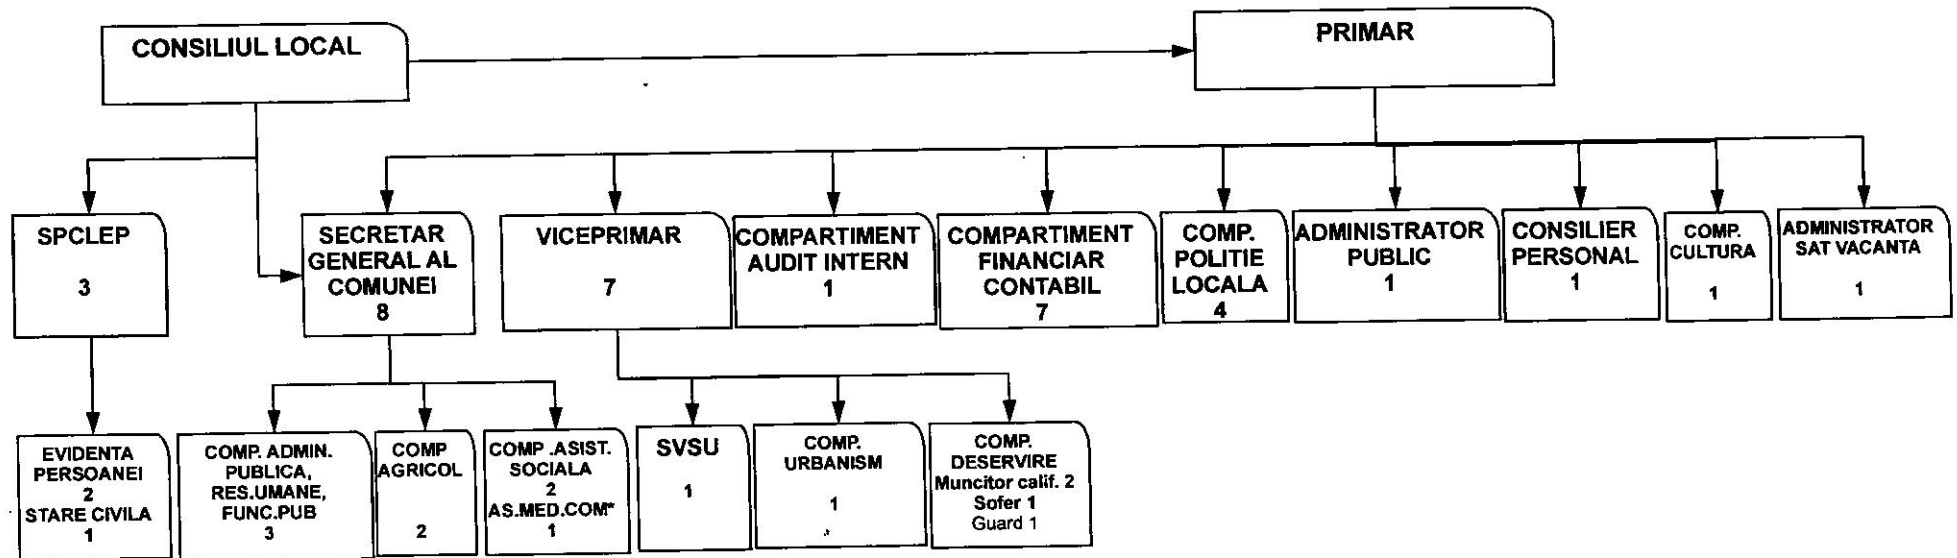 CONSILIUL LOCAL
PRIMAR
SPCLEP
3
SECRETAR
GENERAL AL
COMUNEI
8
VICEPRIMAR
7
COMPARTIMENT
AUDIT INTERN
1
COMPARTIMENT
FINANCIAR
CONTABIL
7
COMP.
POLITIE
LOCALA
4
ADMINISTRATOR
PUBLIC
1
CONSILIER
PERSONAL
1
COMP.
CULTURA
1
ADMINISTRATOR
SAT VACANTA
1
EVIDENTA
PERSOANEI
2
STARE CIVILA
1
COMP. ADMIN.
PUBLICA,
RES.UMANE,
FUNC.PUB
3
COMP
AGRICOL
2
COMP .ASIST.
SOCIALA
2
AS.MED.COM*
1
SVSU
1
COMP.
URBANISM
1
COMP.
DESERVIRE
Muncitor calif. 2
Sofer 1
Guard 1